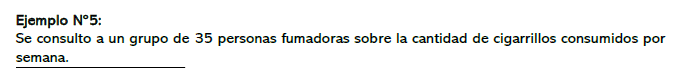 Ejemplo N°5:
Se consulto a un grupo de 35 personas fumadoras sobre la cantidad de cigarrillos consumidos por
semana.